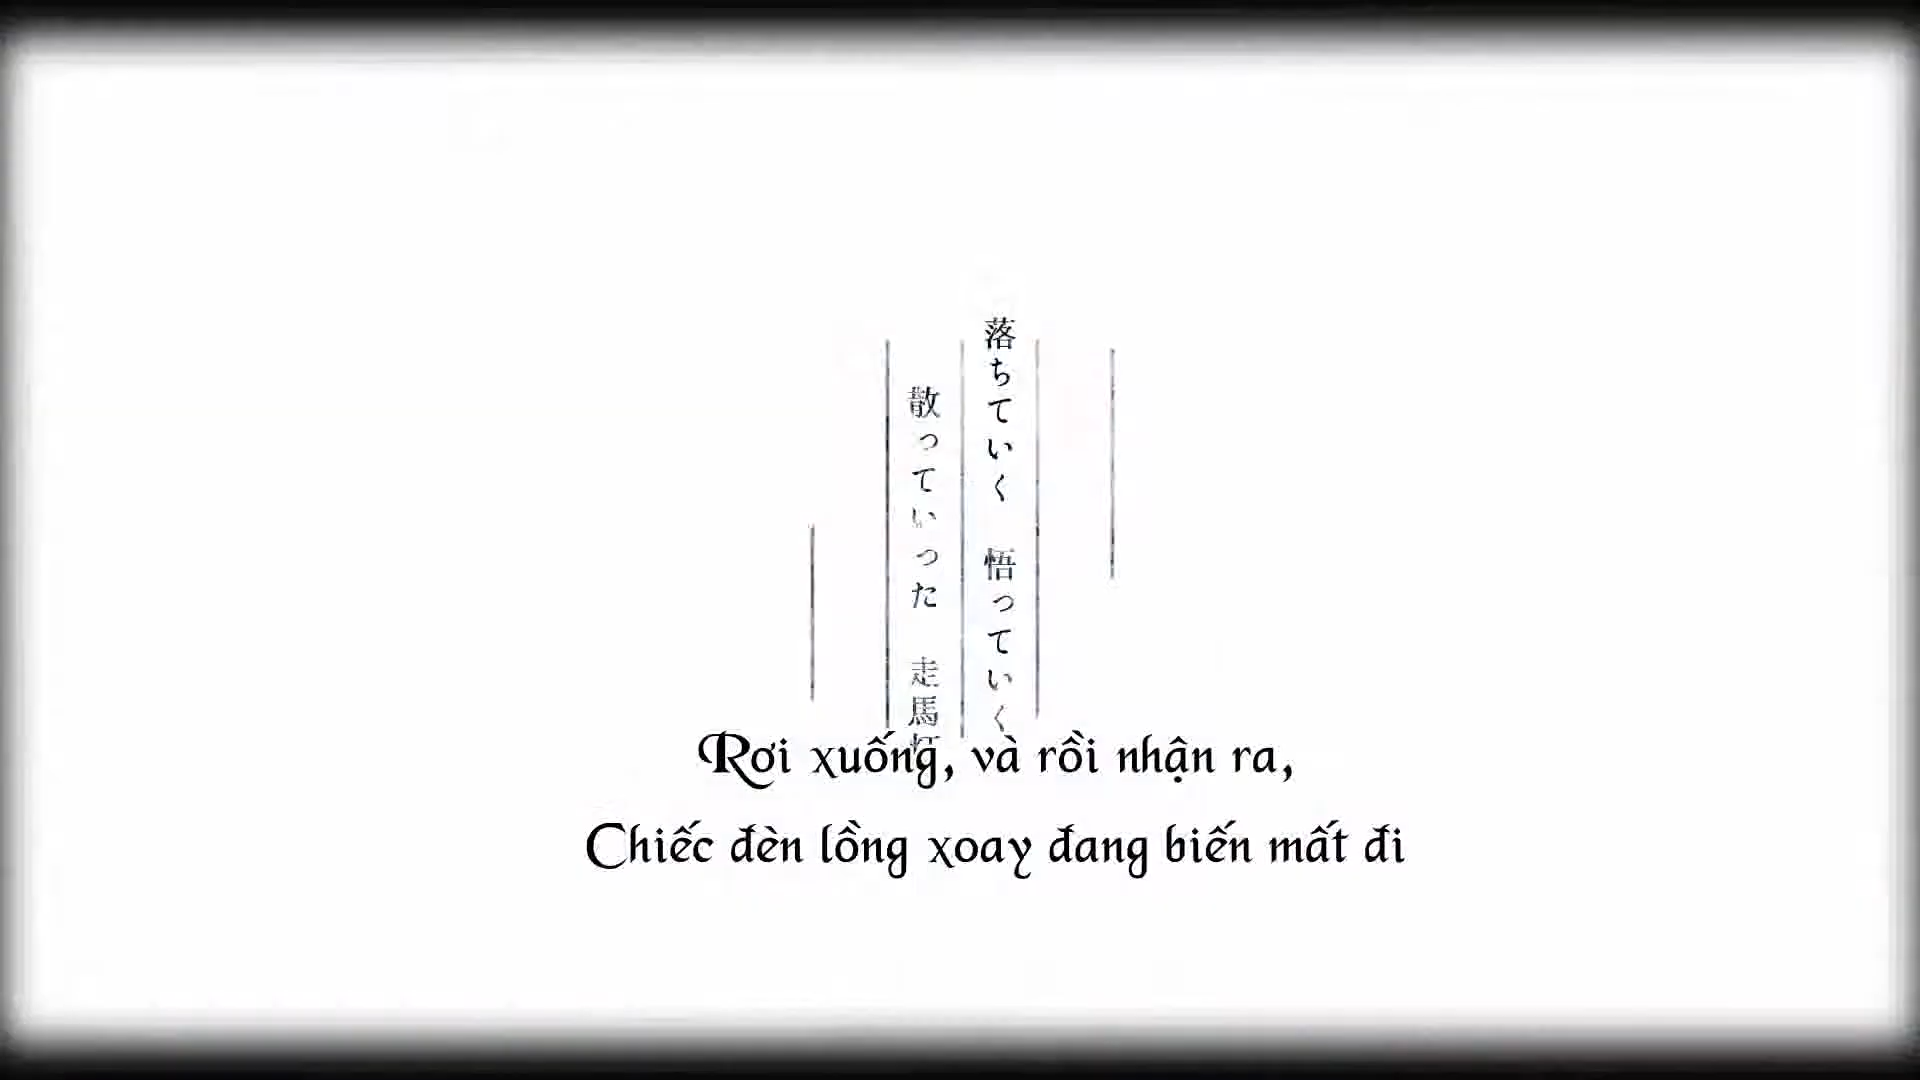 落ちていく　悟っていく
散っていった　走馬灯
Rơi xuống, và rồi nhận ra,
Chiếc đèn lồng xoay đang biến mất đi